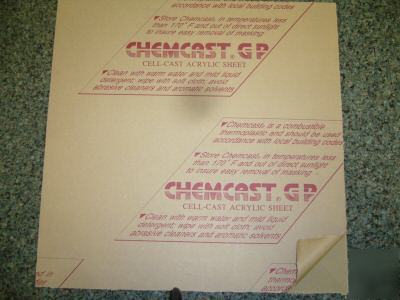 accordance with local building codes
▼Store Chemcast® in temperatures less
than 170° F and out of direct sunlight
to insure easy removal of masking
CHEMCAST® GP
CELL-CAST ACRYLIC SHEET
▼Clean with warm water and mild liquid
detergent; wipe with soft cloth; avoid
abrasive cleaners and aromatic solvents
▼Chemcast® is a combustible
thermoplastic and should be used
accordance with local building codes
▼Store Chemcast® in temperatures less
than 170° F and out of direct sunlight
to insure easy removal of masking
CHEMCAST® GP
CELL-CAST ACRYLIC SHEET
▼Clean with warm water and mild liquid
detergent; wipe with soft cloth; avoid
abrasive cleaners and aromatic solvents
ed in
▼Chem
thermo
accord